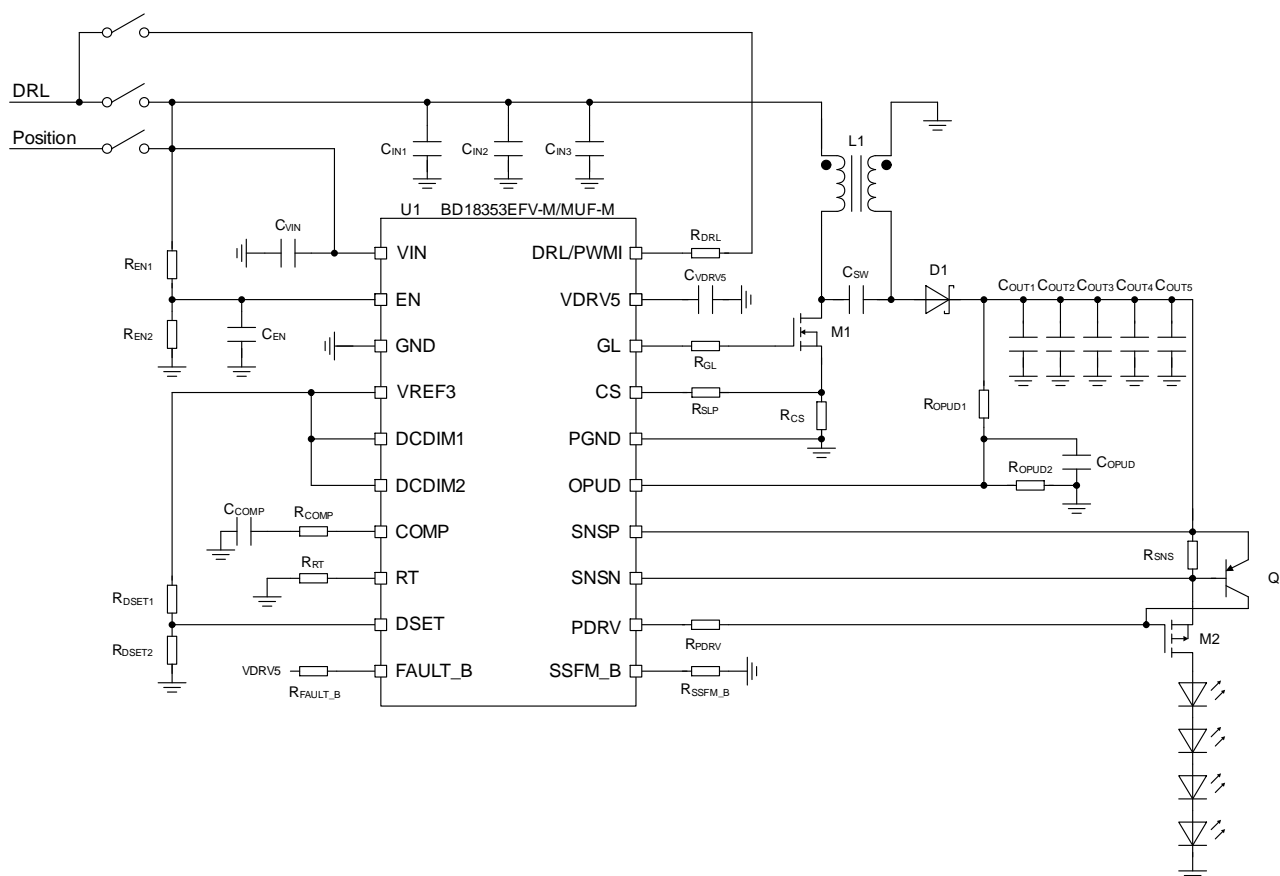 DRL
Position
CIN1
CIN2
CIN3
L1
U1 BD18353EFV-M/MUF-M
CVIN
VIN
DRL/PWMI
RDRL
REN1
EN
VDRV5
CVDRV5
CSW
D1
COUT1 COUT2 COUT3 COUT4 COUT5
REN2
CEN
GND
GL
RGL
M1
VREF3
CS
RSLP
RCS
ROPUD1
DCDIM1
PGND
DCDIM2
OPUD
ROPUD2
COPUD
CCOMP
RCOMP
COMP
SNSP
RSNS
RRT
RT
SNSN
Q
RDSET1
DSET
PDRV
RPDRV
M2
RDSET2
VDRV5
RFAULT_B
FAULT_B
SSFM_B
RSSFM_B